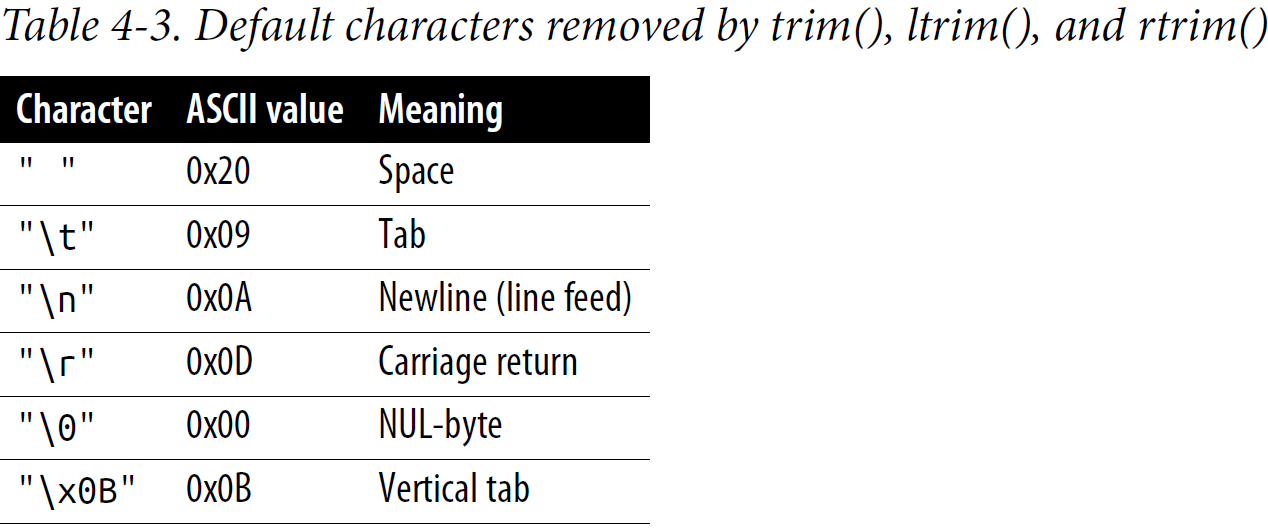 Table 4-3. Default characters removed by trim(), ltrim(), and rtrim()
Character ASCII value Meaning
" " 0x20 Space
"\t" 0x09 Tab
"\n" 0x0A Newline (line feed)
"\r" 0x0D Carriage return
"\0" 0x00 NUL-byte
"\x0B" 0x0B Vertical tab